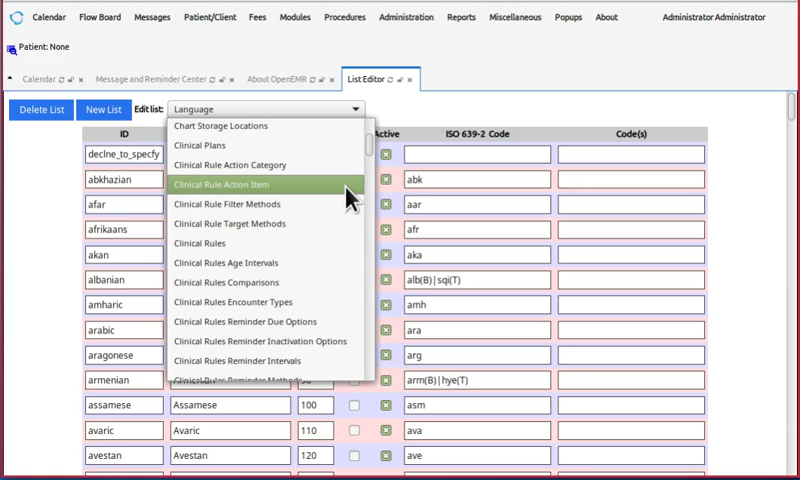 Calendar Flow Board Messages Patient/Client Fees Modules Procedures Administration Reports Miscellaneous Popups About Administrator Administrator
Patient: None
Calendar Message and Reminder Center About OpenEMR List Editor
Delete List New List Edit list: Language
ID Active ISO 639-2 Code Code(s)
Chart Storage Locations
Clinical Plans
Clinical Rule Action Category
Clinical Rule Action Item
Clinical Rule Filter Methods
Clinical Rule Target Methods
Clinical Rules
Clinical Rules Age Intervals
Clinical Rules Comparisons
Clinical Rules Encounter Types
Clinical Rules Reminder Due Options
Clinical Rules Reminder Inactivation Options
Clinical Rules Reminder Intervals
Clinical Rules Reminder Methods
declne_to_specfy
abkhazian abk
afar aar
afrikaans afr
akan aka
albanian alb(B)|sqi(T)
amharic amh
arabic ara
aragonese arg
armenian arm(B)|hye(T)
assamese Assamese 100 asm
avaric Avaric 110 ava
avestan Avestan 120 ave